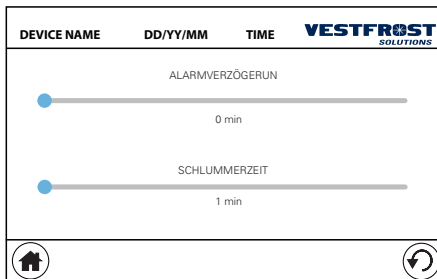 DEVICE NAME DD/YY/MM TIME VESTFROST
SOLUTIONS
ALARMVERZÖGERUN
0 min
SCHLUMMERZEIT
1 min